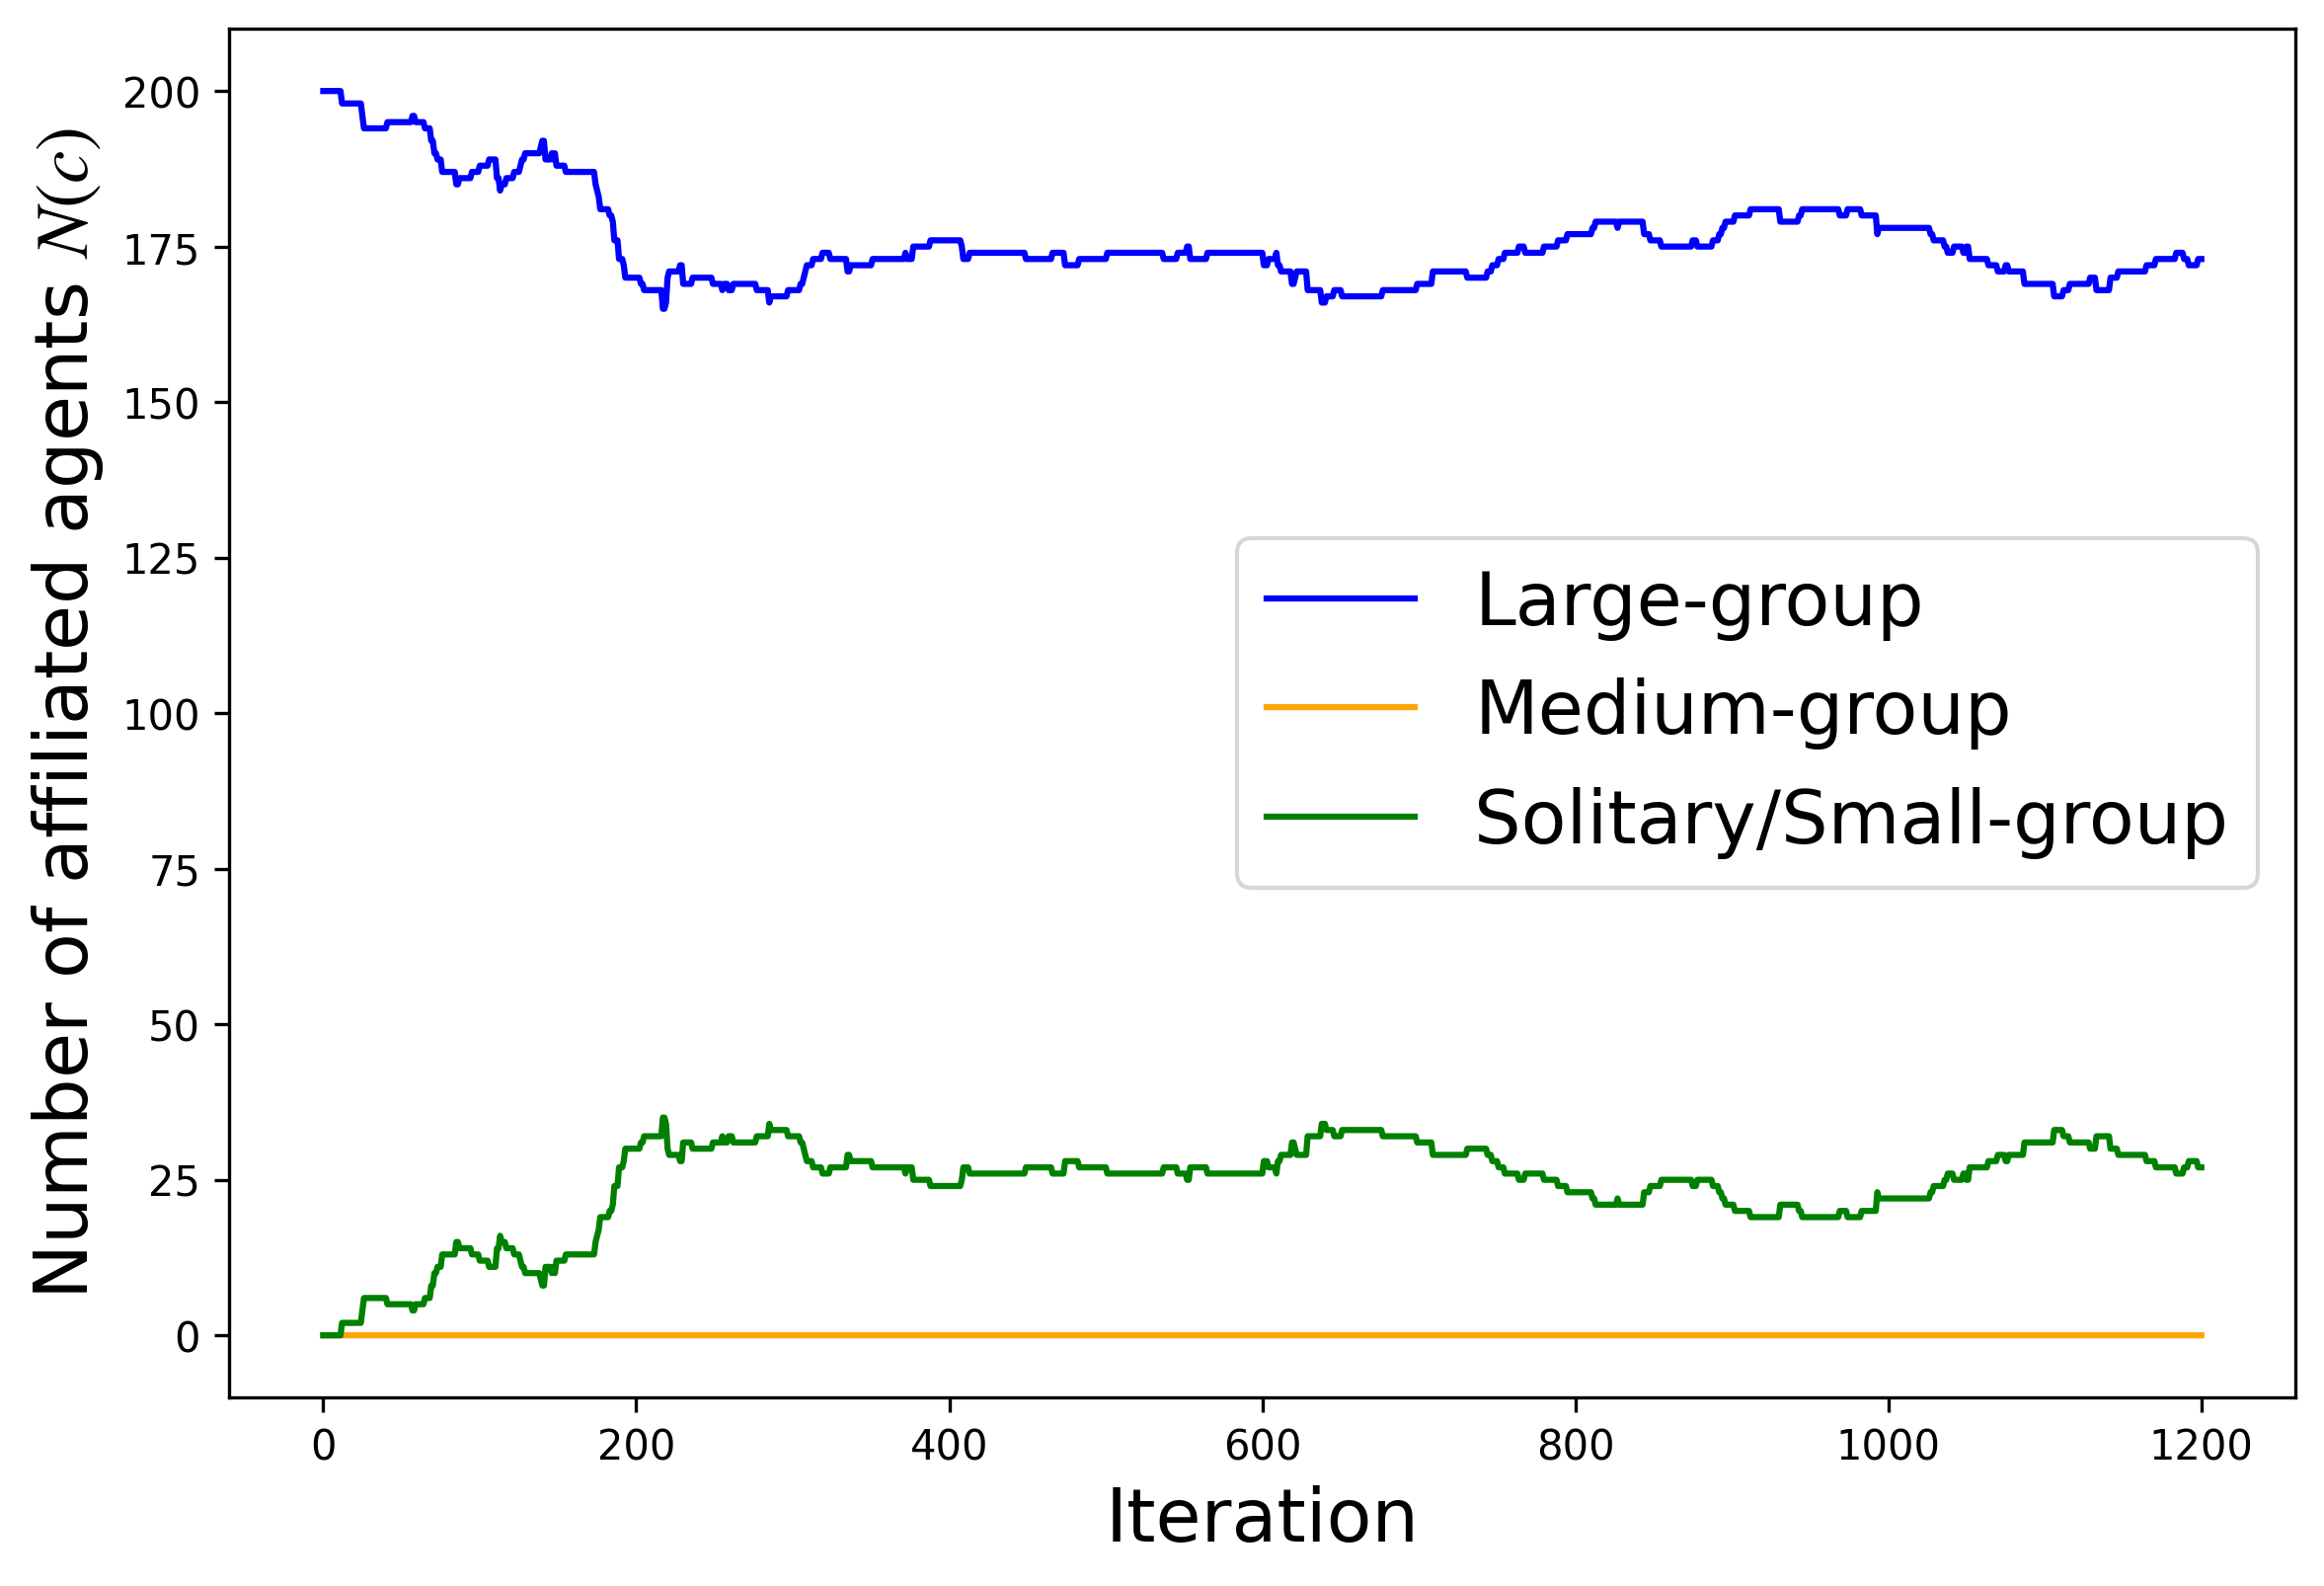 Number of affiliated agents N(c)
200
175
150
125
100
75
50
25
0
Large-group
Medium-group
Solitary/Small-group
0 200 400 600 800 1000 1200
Iteration